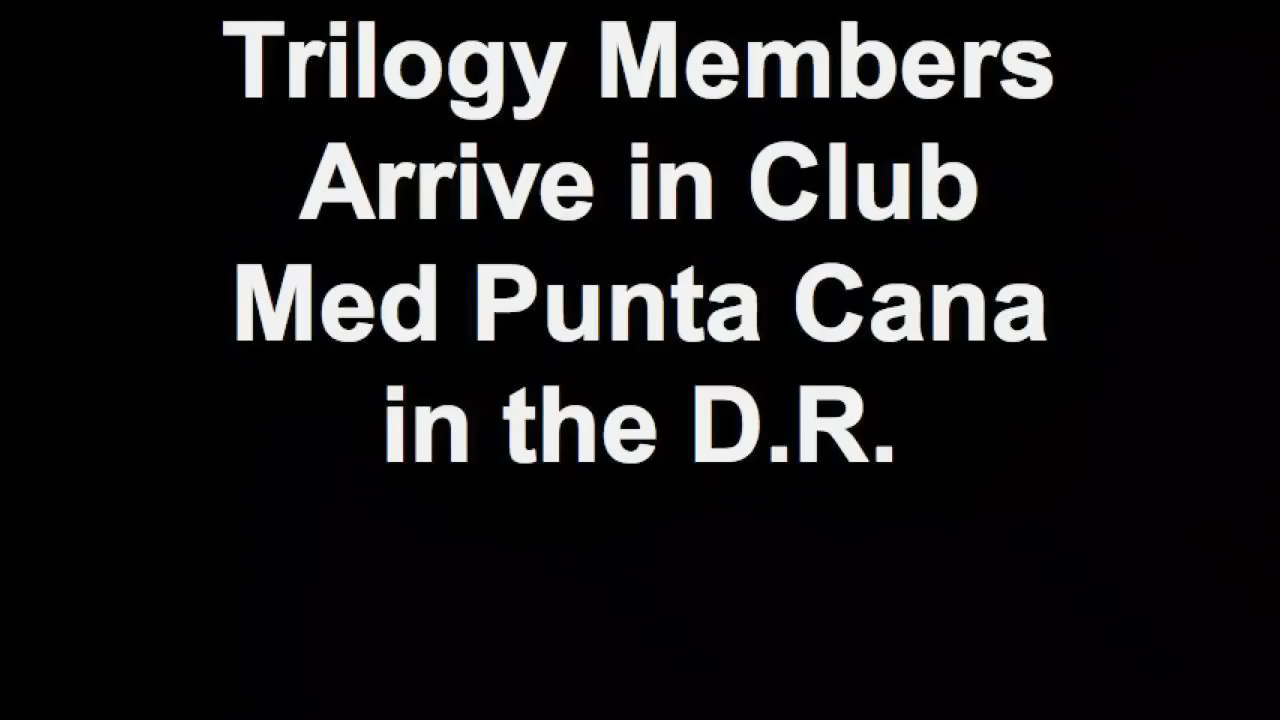 Trilogy Members
Arrive in Club
Med Punta Cana
in the D.R.